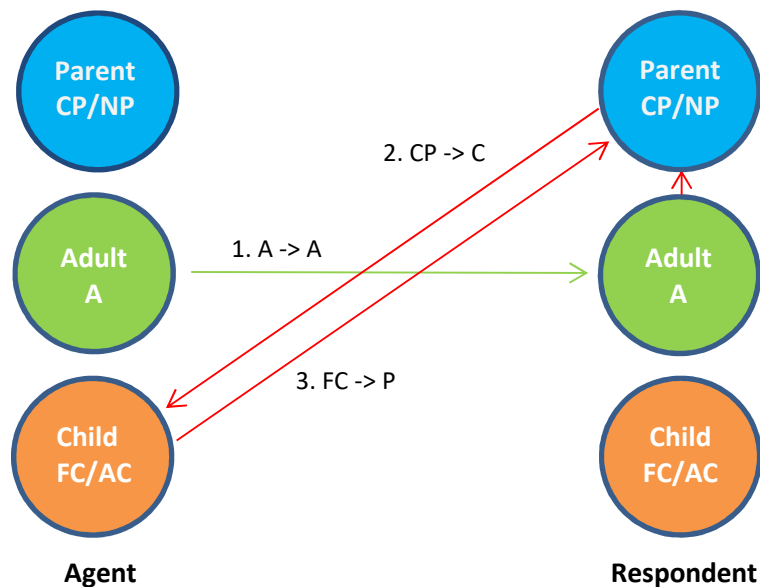 Parent
CP/NP
Parent
CP/NP
2. CP -> C
1. A -> A
Adult
A
Adult
A
3. FC -> P
Child
FC/AC
Child
FC/AC
Agent
Respondent